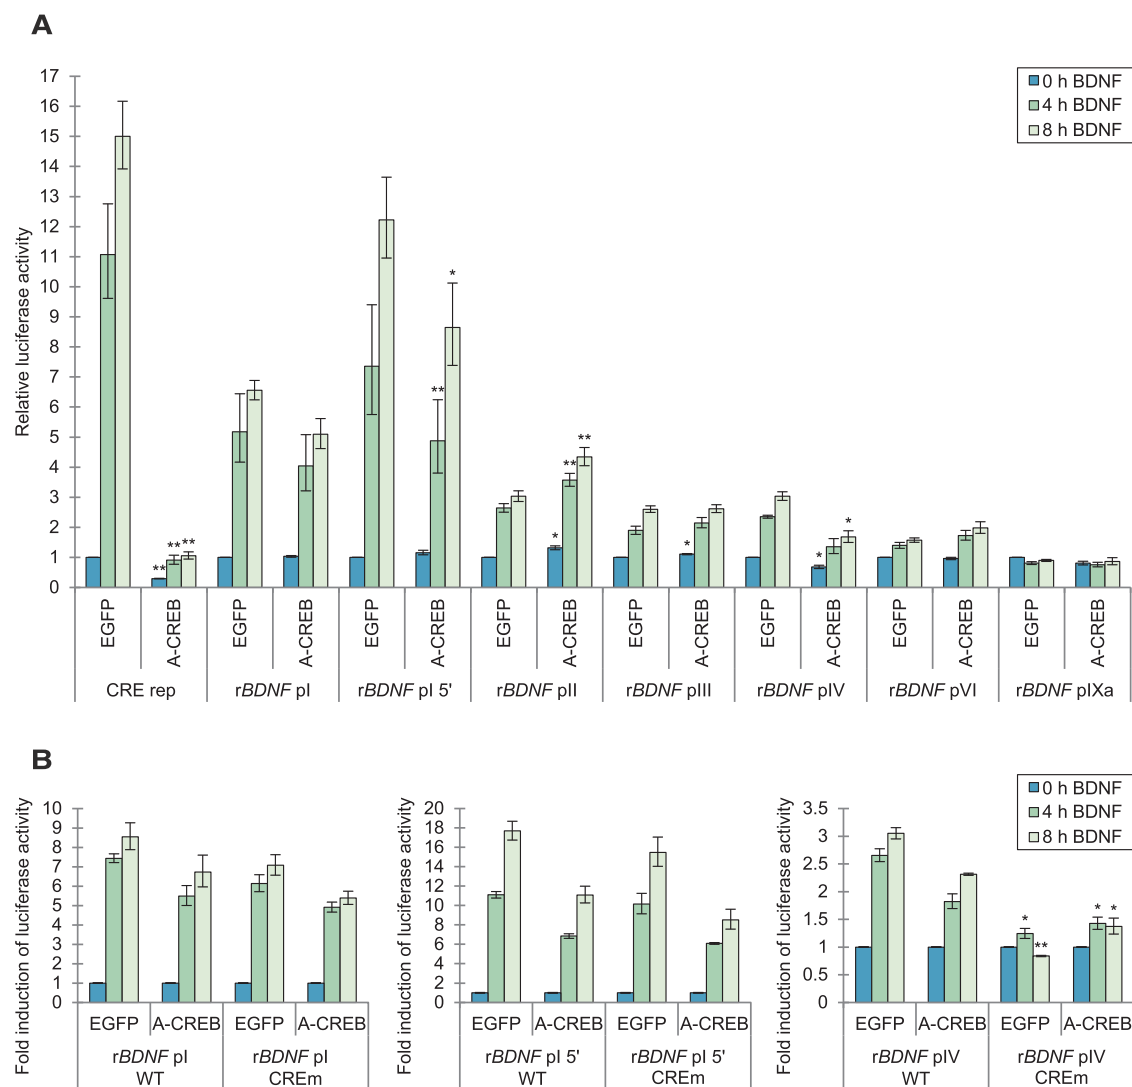 A
Relative luciferase activity
17
16
15
14
13
12
11
10
9
8
7
6
5
4
3
2
1
0
0 h BDNF
4 h BDNF
8 h BDNF
** ** **
** *
* ** **
*
* *
EGFP A-CREB EGFP A-CREB EGFP A-CREB EGFP A-CREB EGFP A-CREB EGFP A-CREB EGFP A-CREB EGFP A-CREB
CRE rep rBDNF pI rBDNF pI 5' rBDNF pII rBDNF pIII rBDNF pIV rBDNF pVI rBDNF pIXa
B
0 h BDNF
4 h BDNF
8 h BDNF
Fold induction of luciferase activity
10
9
8
7
6
5
4
3
2
1
0
EGFP A-CREB EGFP A-CREB
rBDNF pI rBDNF pI
WT CREm
Fold induction of luciferase activity
20
18
16
14
12
10
8
6
4
2
0
EGFP A-CREB EGFP A-CREB
rBDNF pI 5' rBDNF pI 5'
WT CREm
Fold induction of luciferase activity
3.5
3
2.5
2
1.5
1
0.5
0
* ** * *
EGFP A-CREB EGFP A-CREB
rBDNF pIV rBDNF pIV
WT CREm